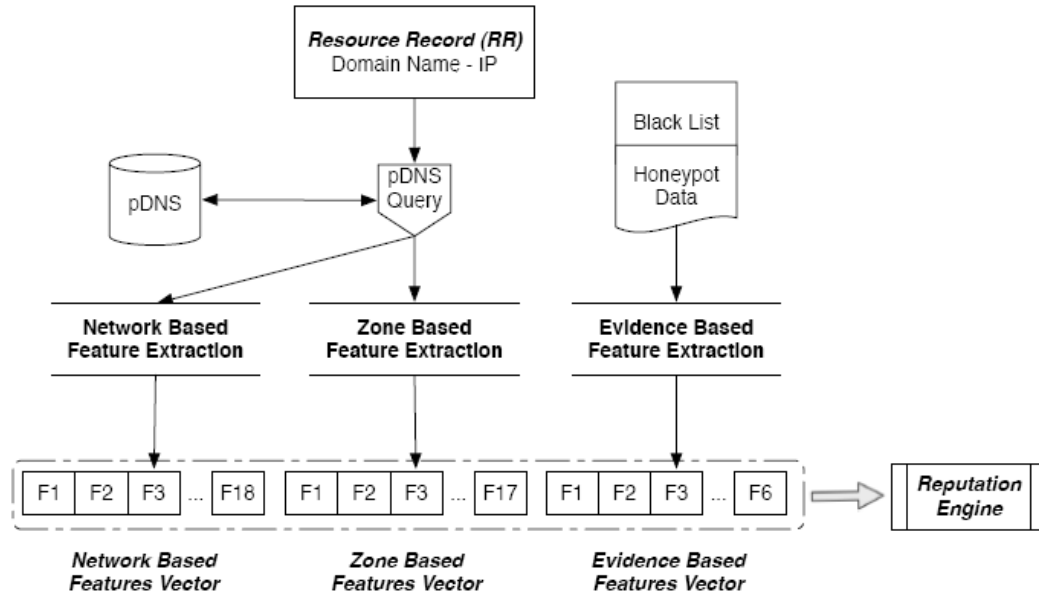 Resource Record (RR)
Domain Name - IP
Black List
Honeypot
Data
pDNS
pDNS
Query
Network Based
Feature Extraction
Zone Based
Feature Extraction
Evidence Based
Feature Extraction
F1 F2 F3 ... F18 F1 F2 F3 ... F17 F1 F2 F3 ... F6
Reputation
Engine
Network Based
Features Vector
Zone Based
Features Vector
Evidence Based
Features Vector